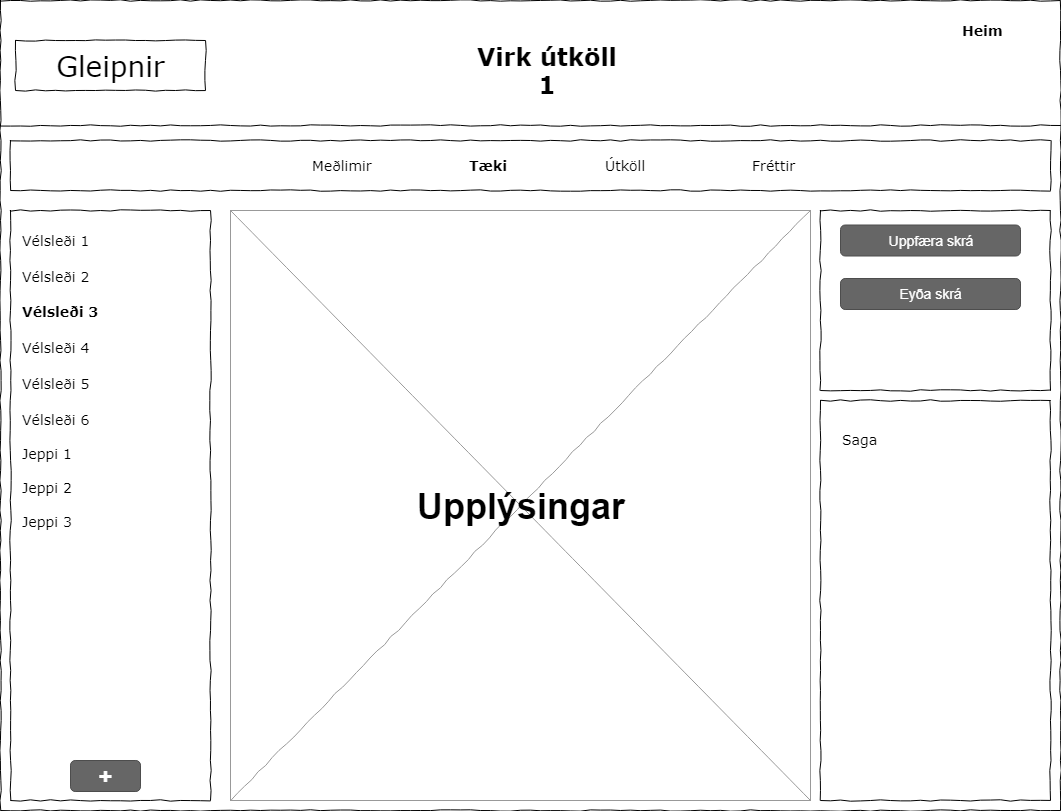 Heim
Gleipnir
Virk útköll
1
Meðlimir
Tæki
Útköll
Fréttir
Vélsleði 1
Vélsleði 2
Vélsleði 3
Vélsleði 4
Vélsleði 5
Vélsleði 6
Jeppi 1
Jeppi 2
Jeppi 3
+
Upplýsingar
Uppfæra skrá
Eyða skrá
Saga